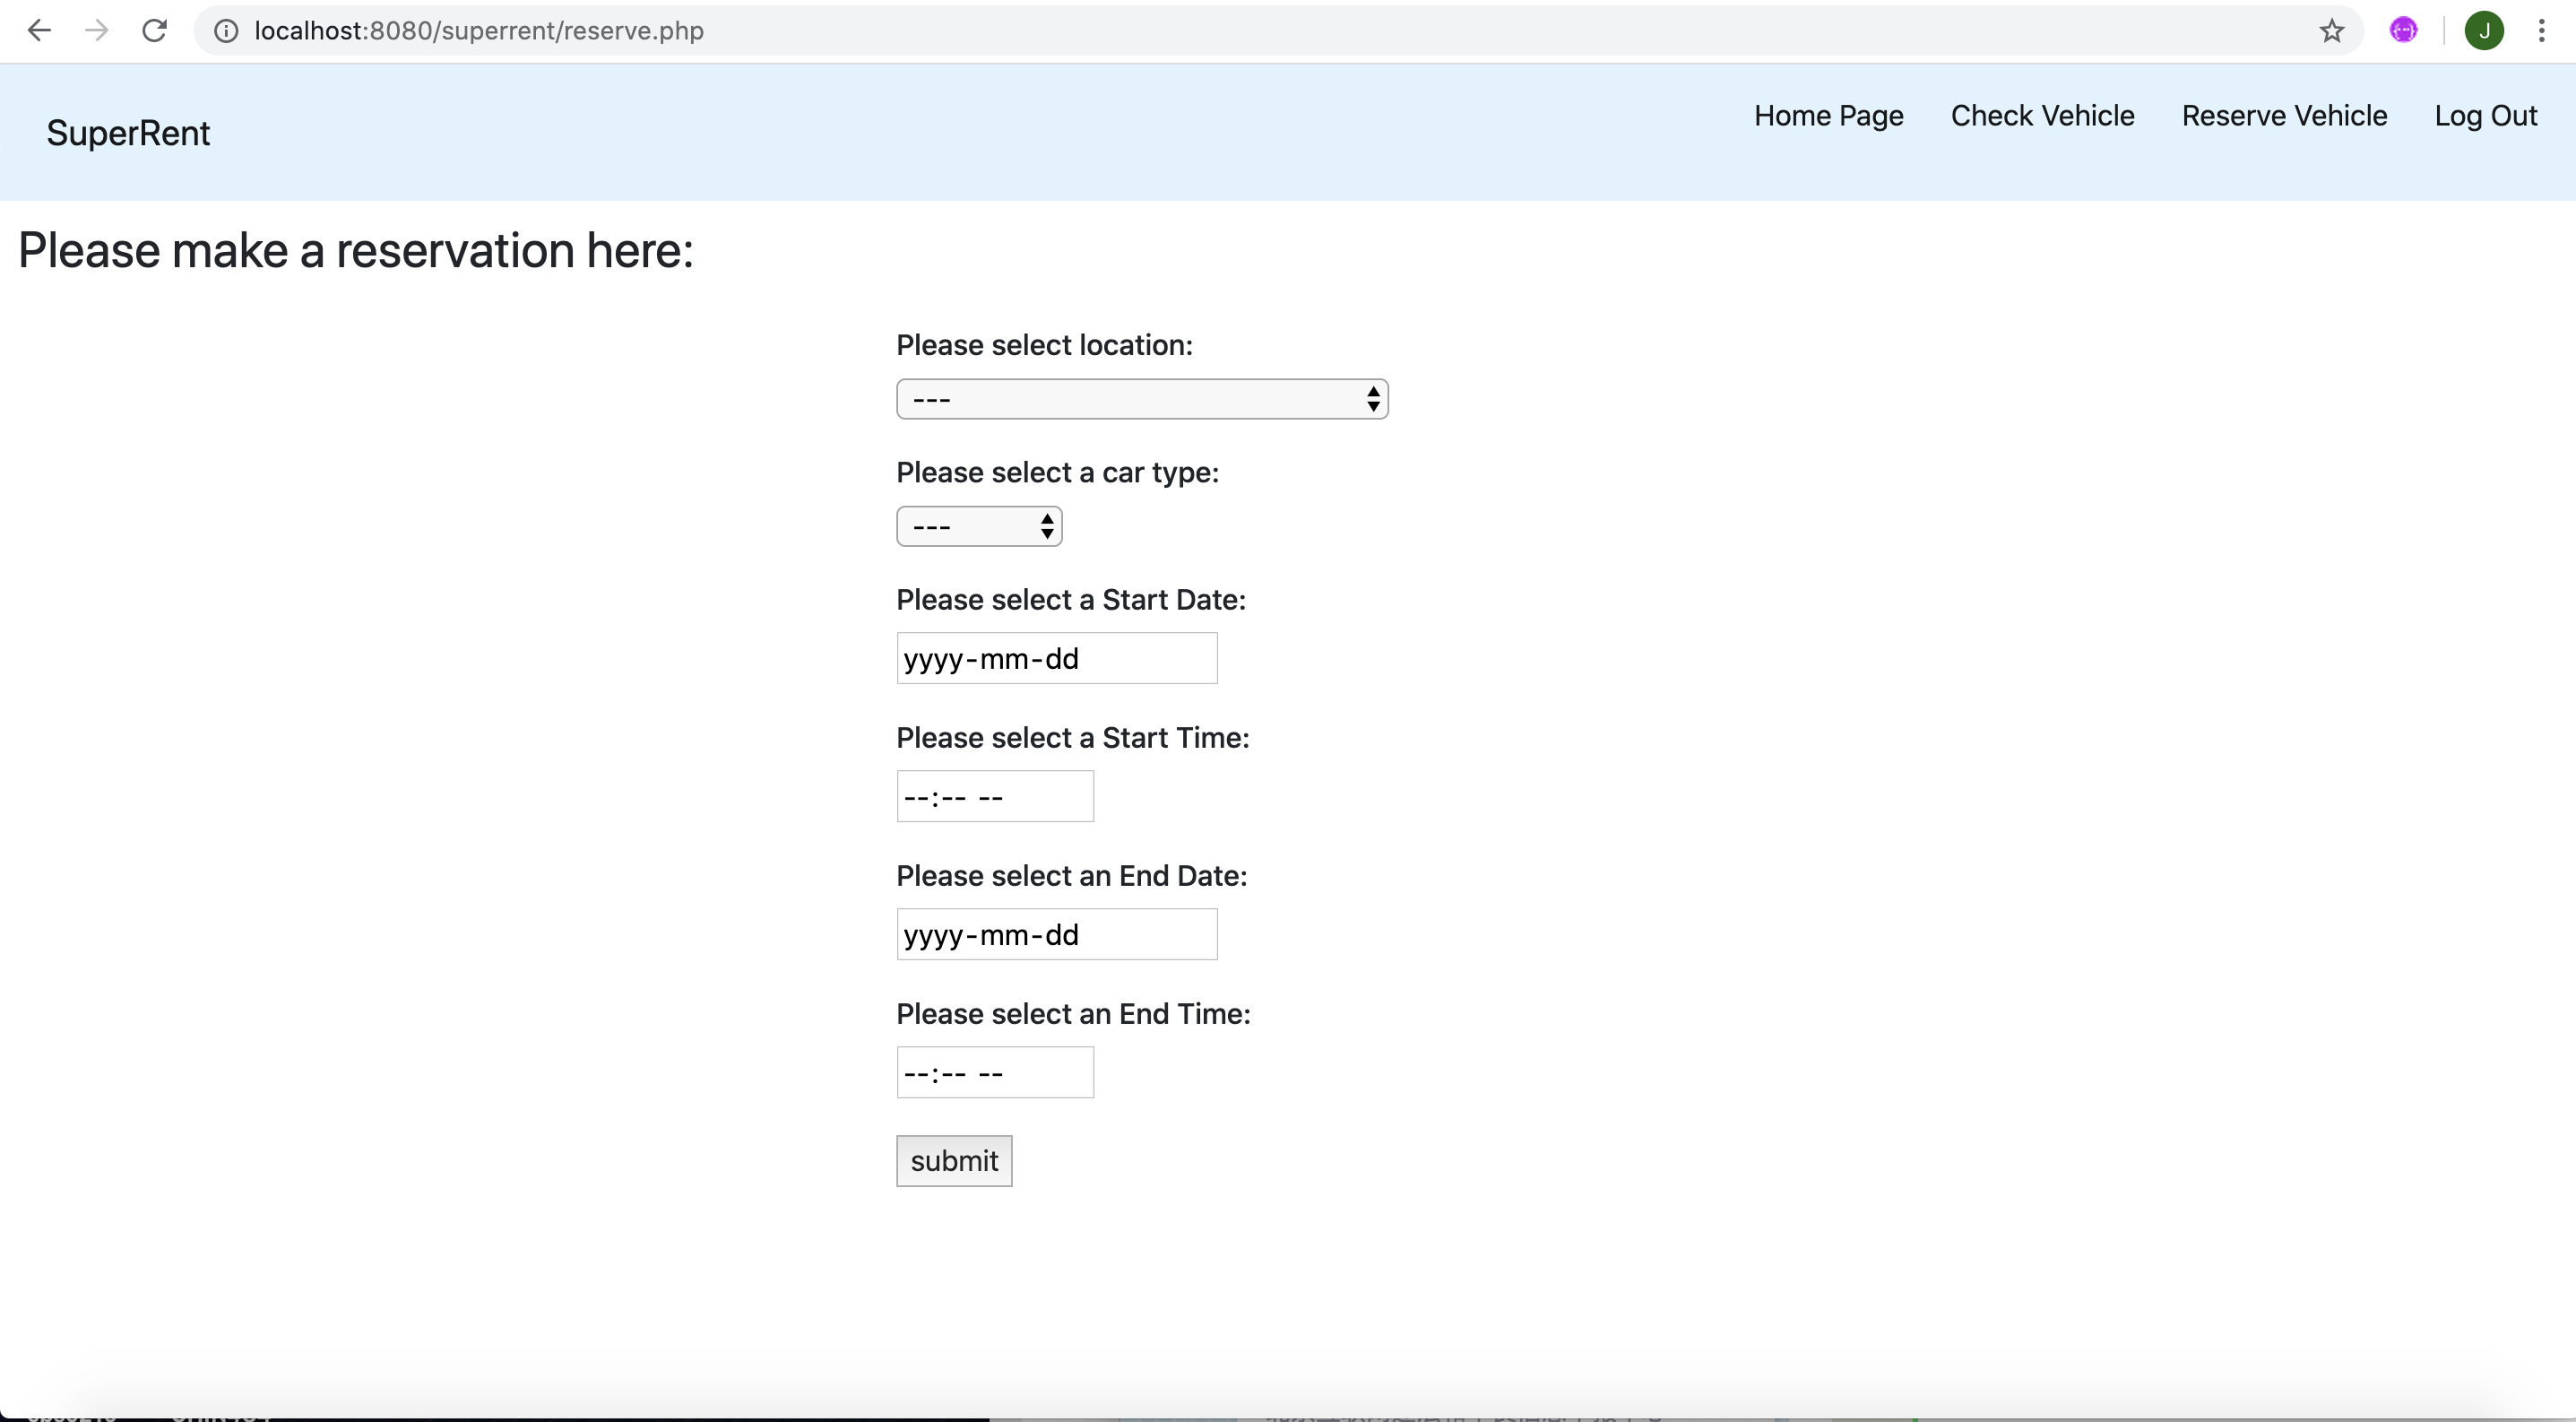 localhost:8080/superrent/reserve.php
J
SuperRent
Home Page Check Vehicle Reserve Vehicle Log Out
Please make a reservation here:
Please select location:
---
Please select a car type:
---
Please select a Start Date:
yyyy-mm-dd
Please select a Start Time:
--:-- --
Please select an End Date:
yyyy-mm-dd
Please select an End Time:
--:-- --
submit